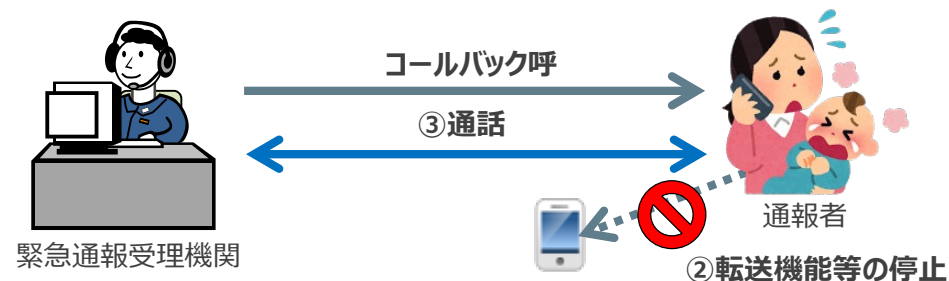 コールバック呼
③通話
緊急通報受理機関
通報者
②転送機能等の停止